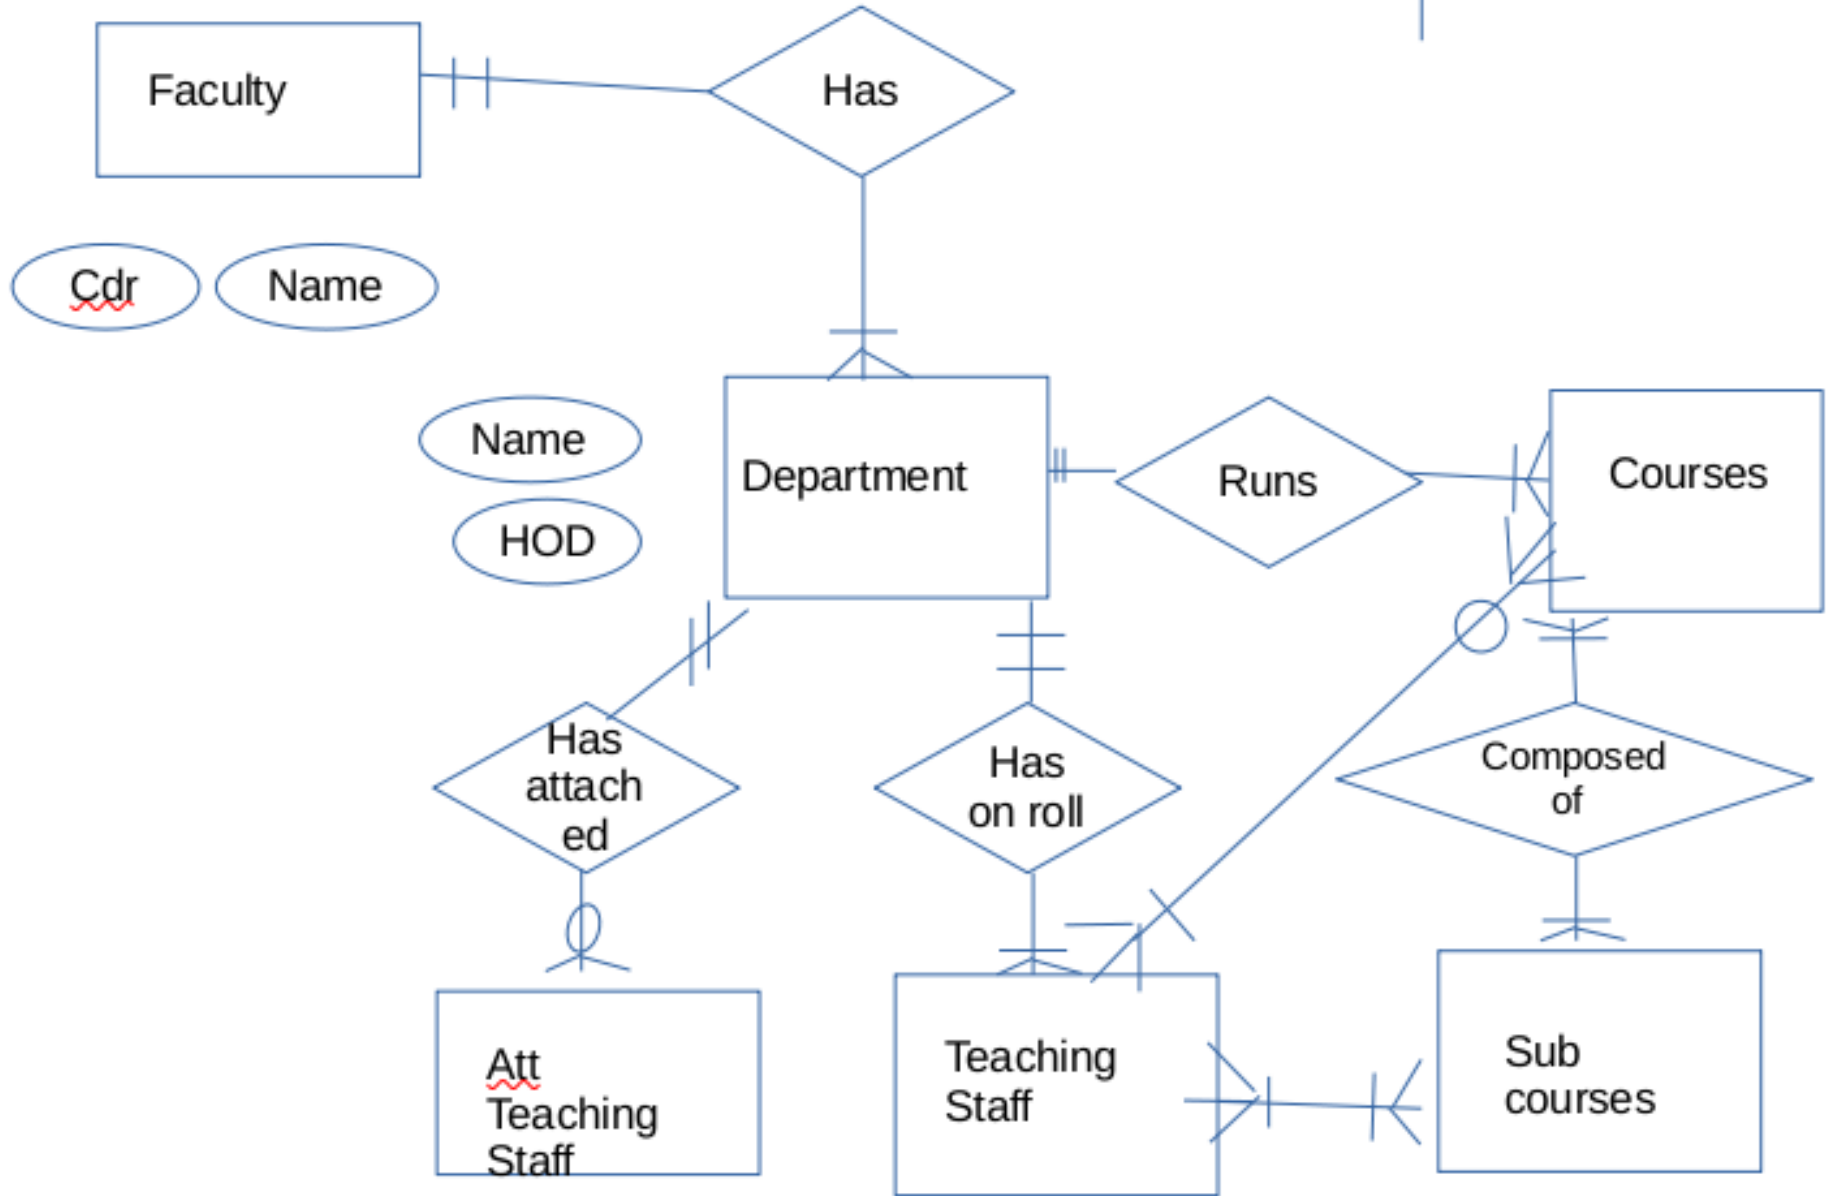 Faculty
Has
Cdr
Name
Name
Department
Runs
Courses
HOD
Has
attach
ed
Has
on roll
Composed
of
Att
Teaching
Staff
Teaching
Staff
Sub
courses